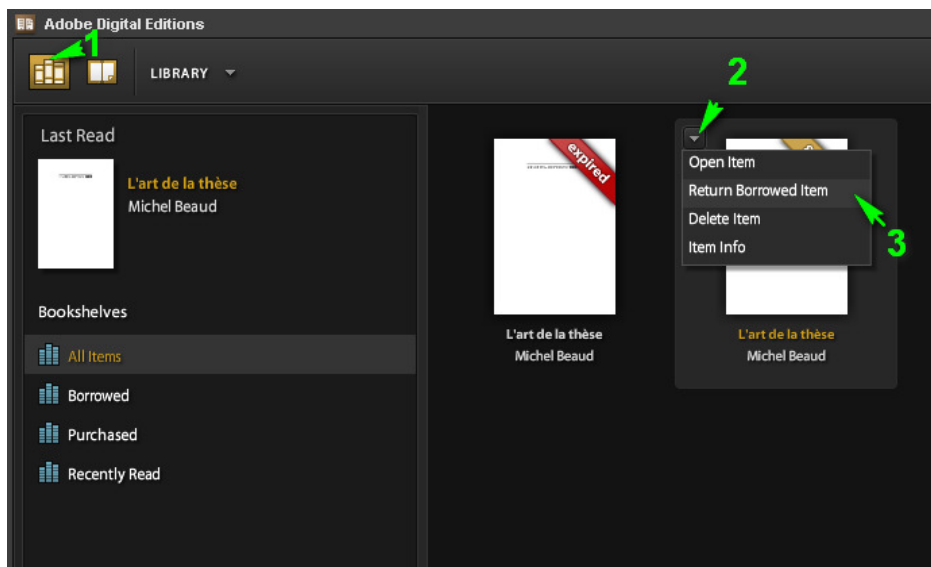 Adobe Digital Editions
1
LIBRARY
2
Last Read
L'art de la thèse
Michel Beaud
expired
Open Item
Return Borrowed Item
Delete Item
Item Info
3
Bookshelves
All Items
Borrowed
Purchased
Recently Read
L'art de la thèse
Michel Beaud
L'art de la thèse
Michel Beaud